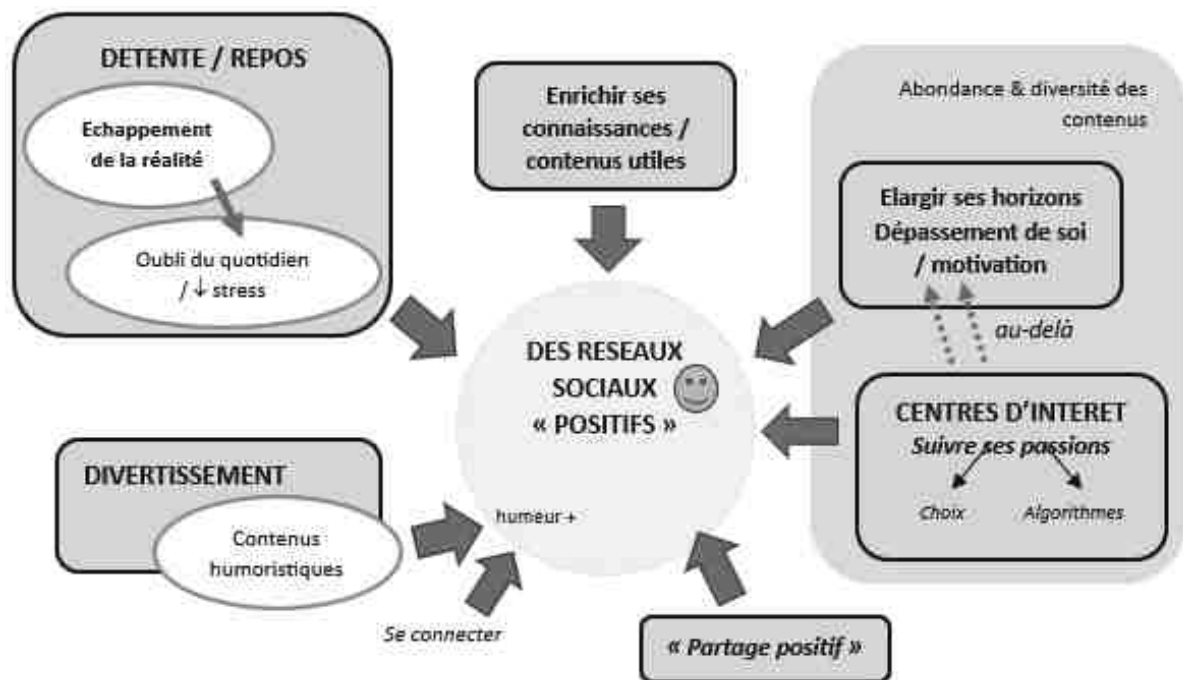 DETENTE / REPOS
Echappement
de la réalité
Oubli du quotidien
/ ↓ stress
Enrichir ses
connaissances /
contenus utiles
Abondance & diversité des
contenus
Elargir ses horizons
Dépassement de soi
/ motivation
au-delà
CENTRES D'INTERET
Suivre ses passions
Choix
Algorithmes
DES RESEAUX
SOCIAUX
« POSITIFS »
humeur +
DIVERTISSEMENT
Contenus
humoristiques
Se connecter
« Partage positif »